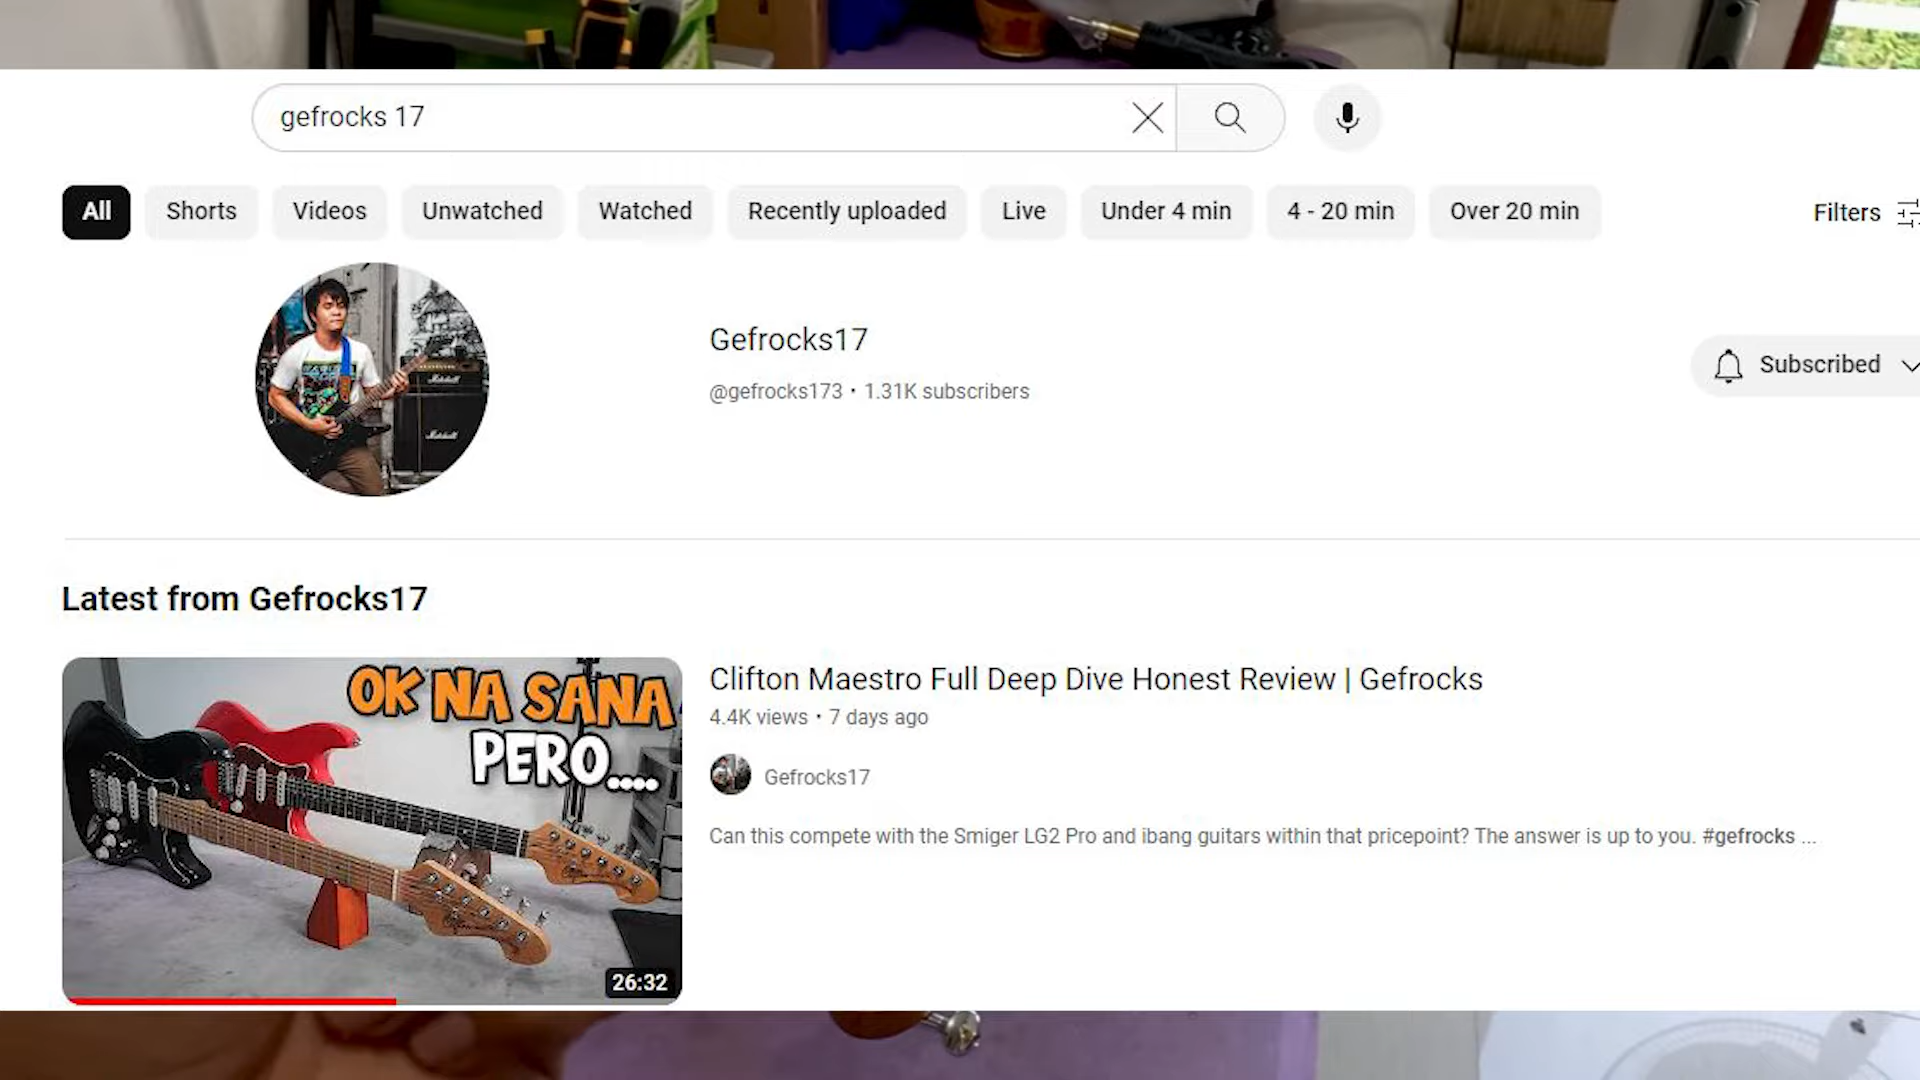 gefrocks 17
All Shorts Videos Unwatched Watched Recently uploaded Live Under 4 min 4 - 20 min Over 20 min Filters
Marshall
Marshall
Gefrocks17
@gefrocks173 • 1.31K subscribers
Subscribed
Latest from Gefrocks17
OK NA SANA
PERO....
26:32
Clifton Maestro Full Deep Dive Honest Review | Gefrocks
4.4K views • 7 days ago
Gefrocks17
Can this compete with the Smiger LG2 Pro and ibang guitars within that pricepoint? The answer is up to you. #gefrocks ...